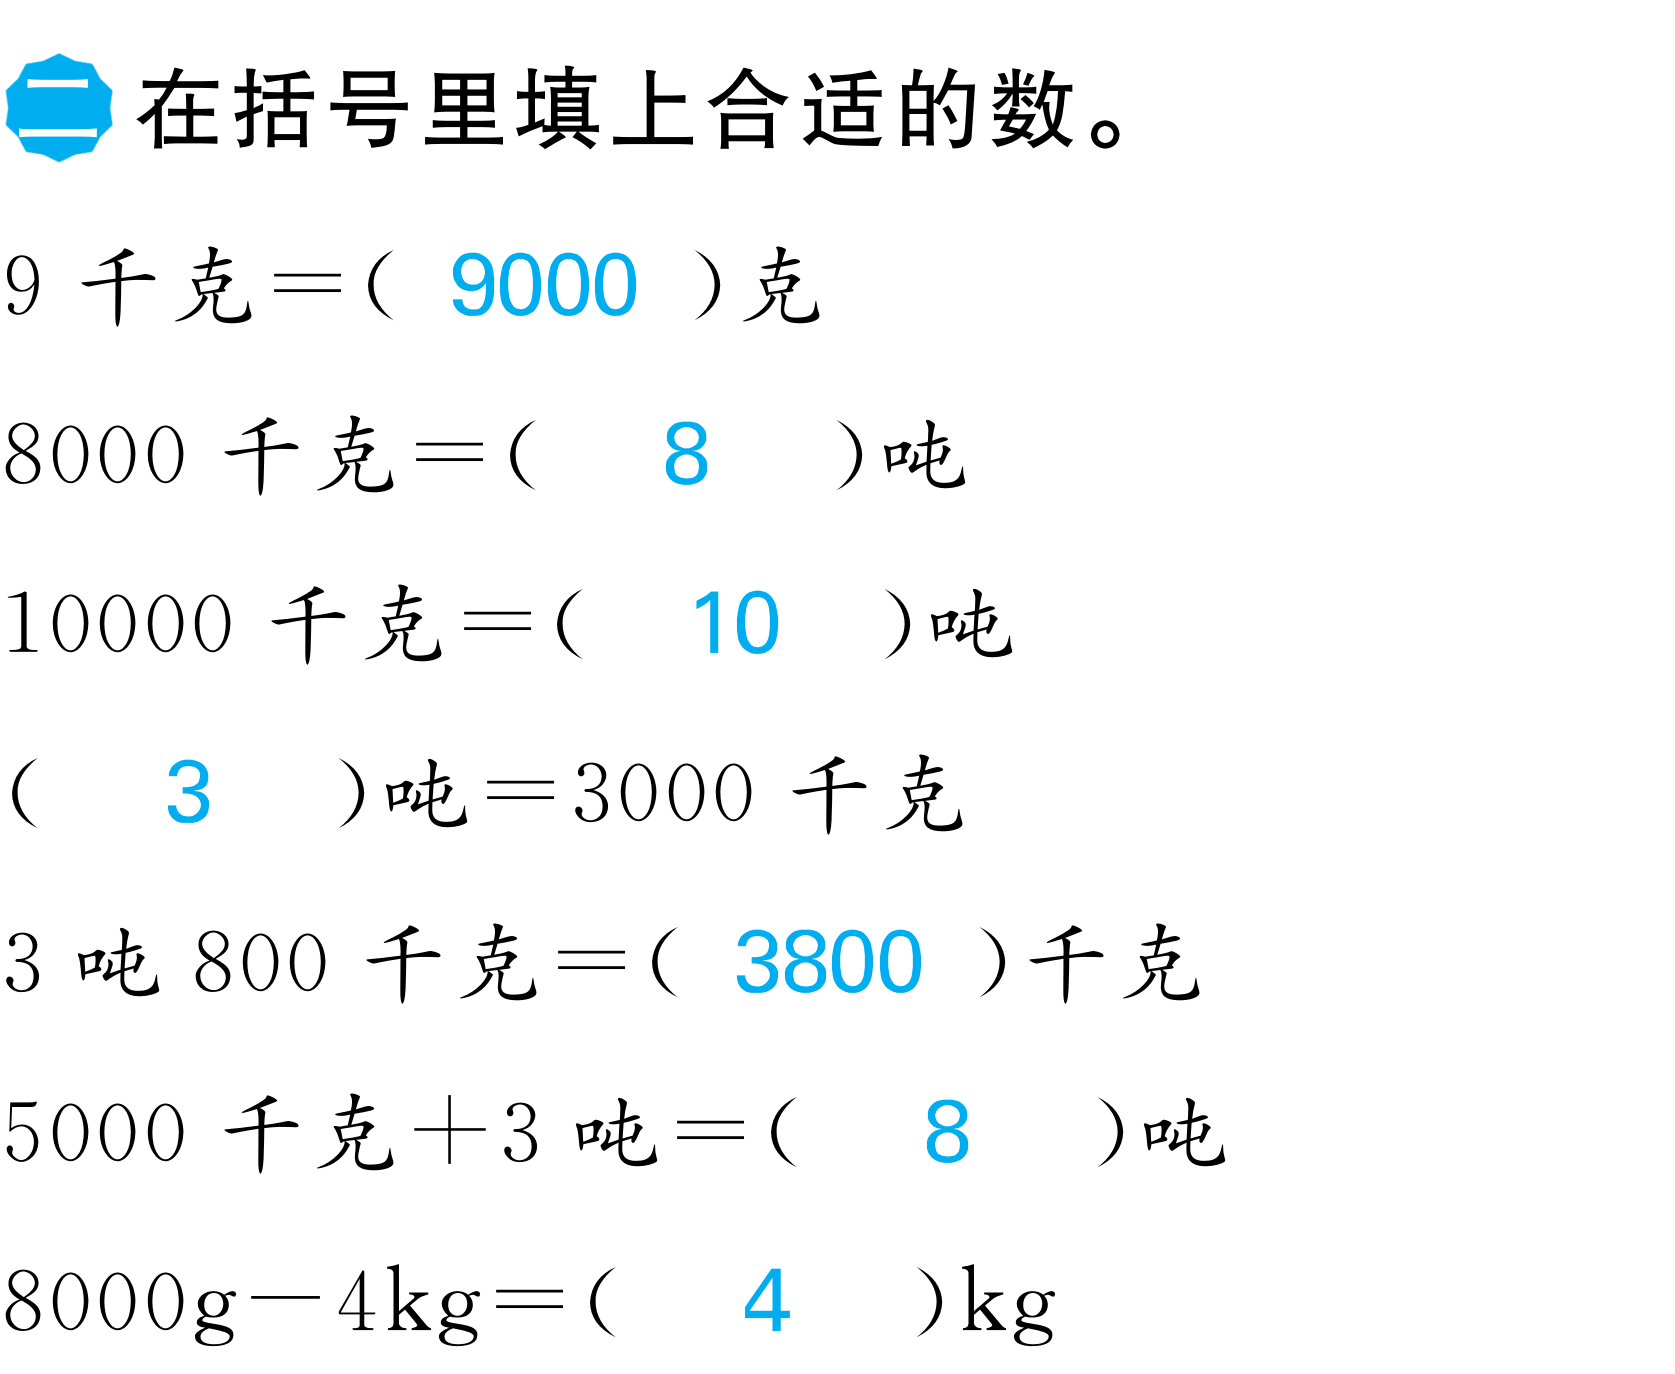 二 在括号里填上合适的数。
9 千克=( 9000 )克
8000 千克=( 8 )吨
10000 千克=( 10 )吨
( 3 )吨=3000 千克
3 吨 800 千克=( 3800 )千克
5000 千克+3 吨=( 8 )吨
8000g-4kg=( 4 )kg